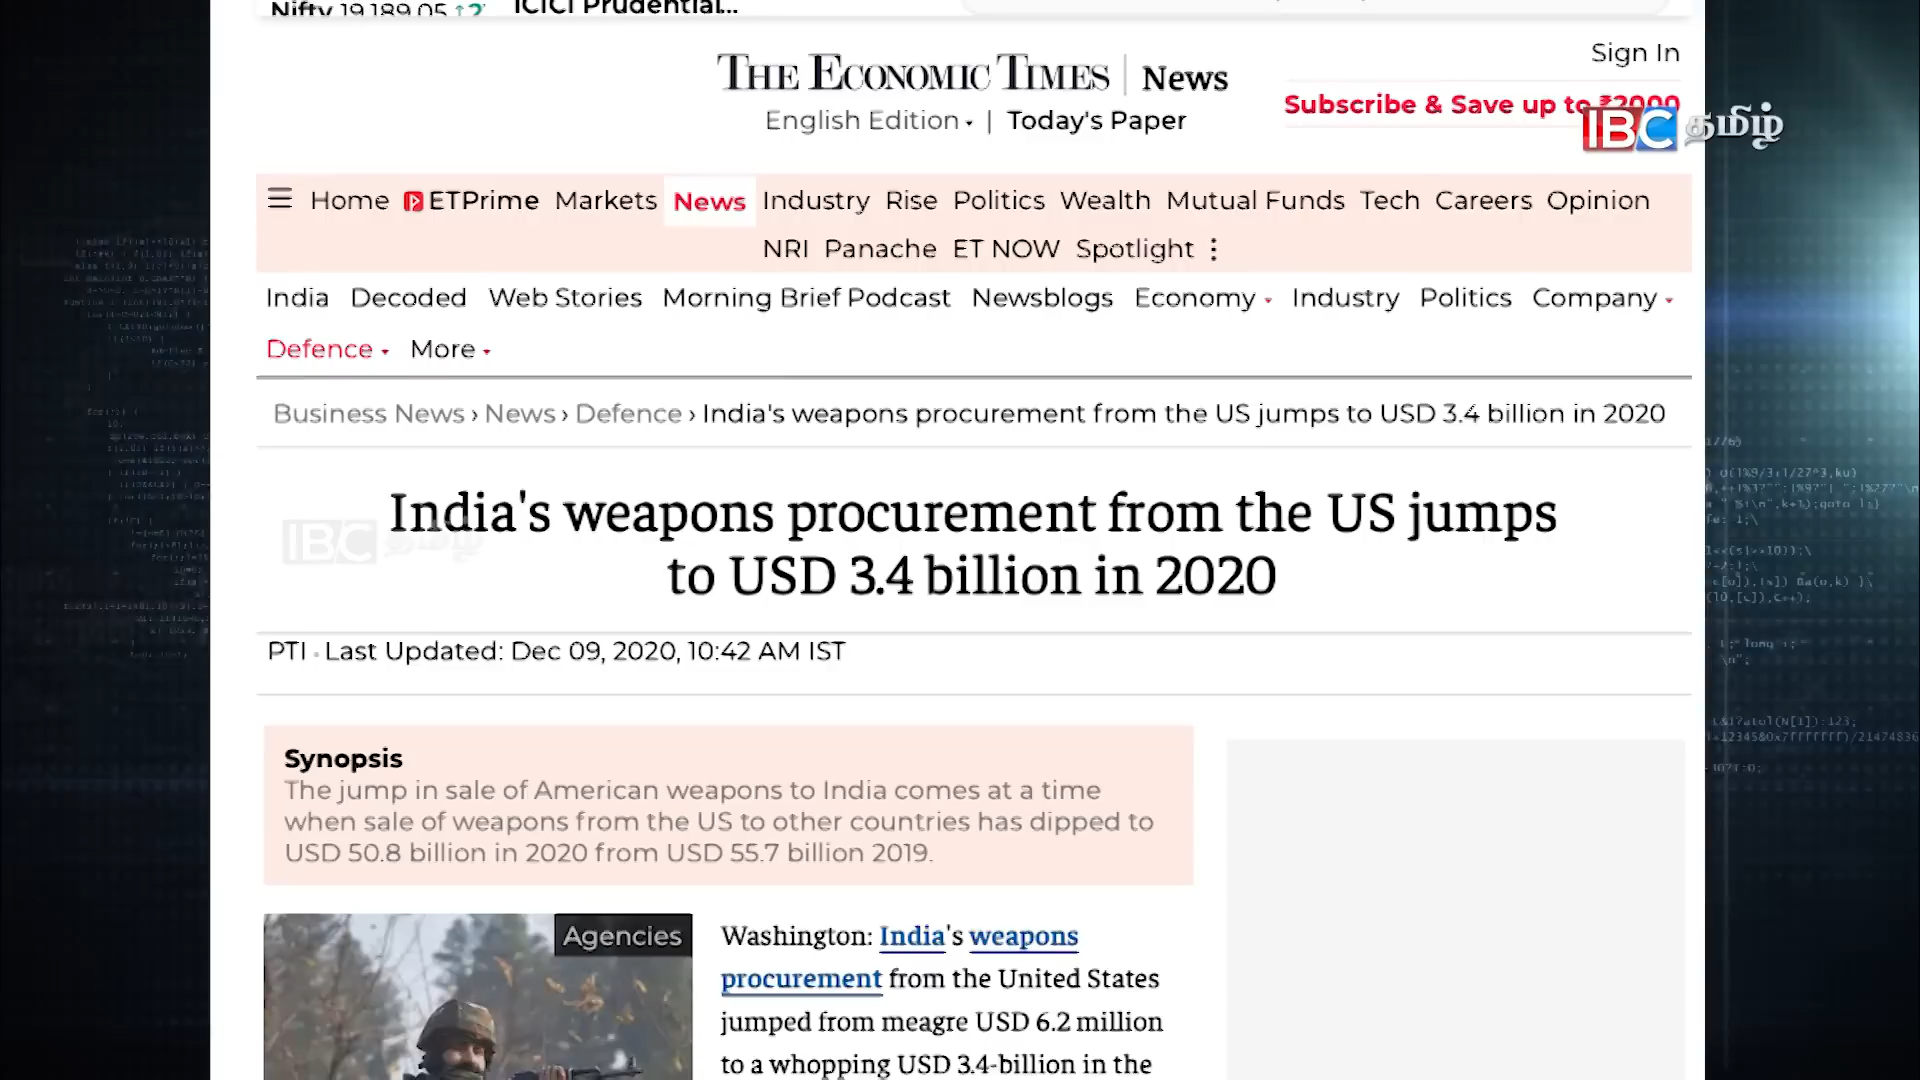 Nifty 19,189.05 ↑ 2
ICICI Prudential...
THE ECONOMIC TIMES | News
Sign In
English Edition | Today's Paper
Subscribe & Save up to ₹2000
IBC தமிழ்
Home ETPrime Markets News Industry Rise Politics Wealth Mutual Funds Tech Careers Opinion
NRI Panache ET NOW Spotlight
India Decoded Web Stories Morning Brief Podcast Newsblogs Economy Industry Politics Company
Defence More
Business News › News › Defence › India's weapons procurement from the US jumps to USD 3.4 billion in 2020
India's weapons procurement from the US jumps
IBC தமிழ்
to USD 3.4 billion in 2020
PTI · Last Updated: Dec 09, 2020, 10:42 AM IST
Synopsis
The jump in sale of American weapons to India comes at a time
when sale of weapons from the US to other countries has dipped to
USD 50.8 billion in 2020 from USD 55.7 billion 2019.
Agencies
Washington: India's weapons
procurement from the United States
jumped from meagre USD 6.2 million
to a whopping USD 3.4-billion in the